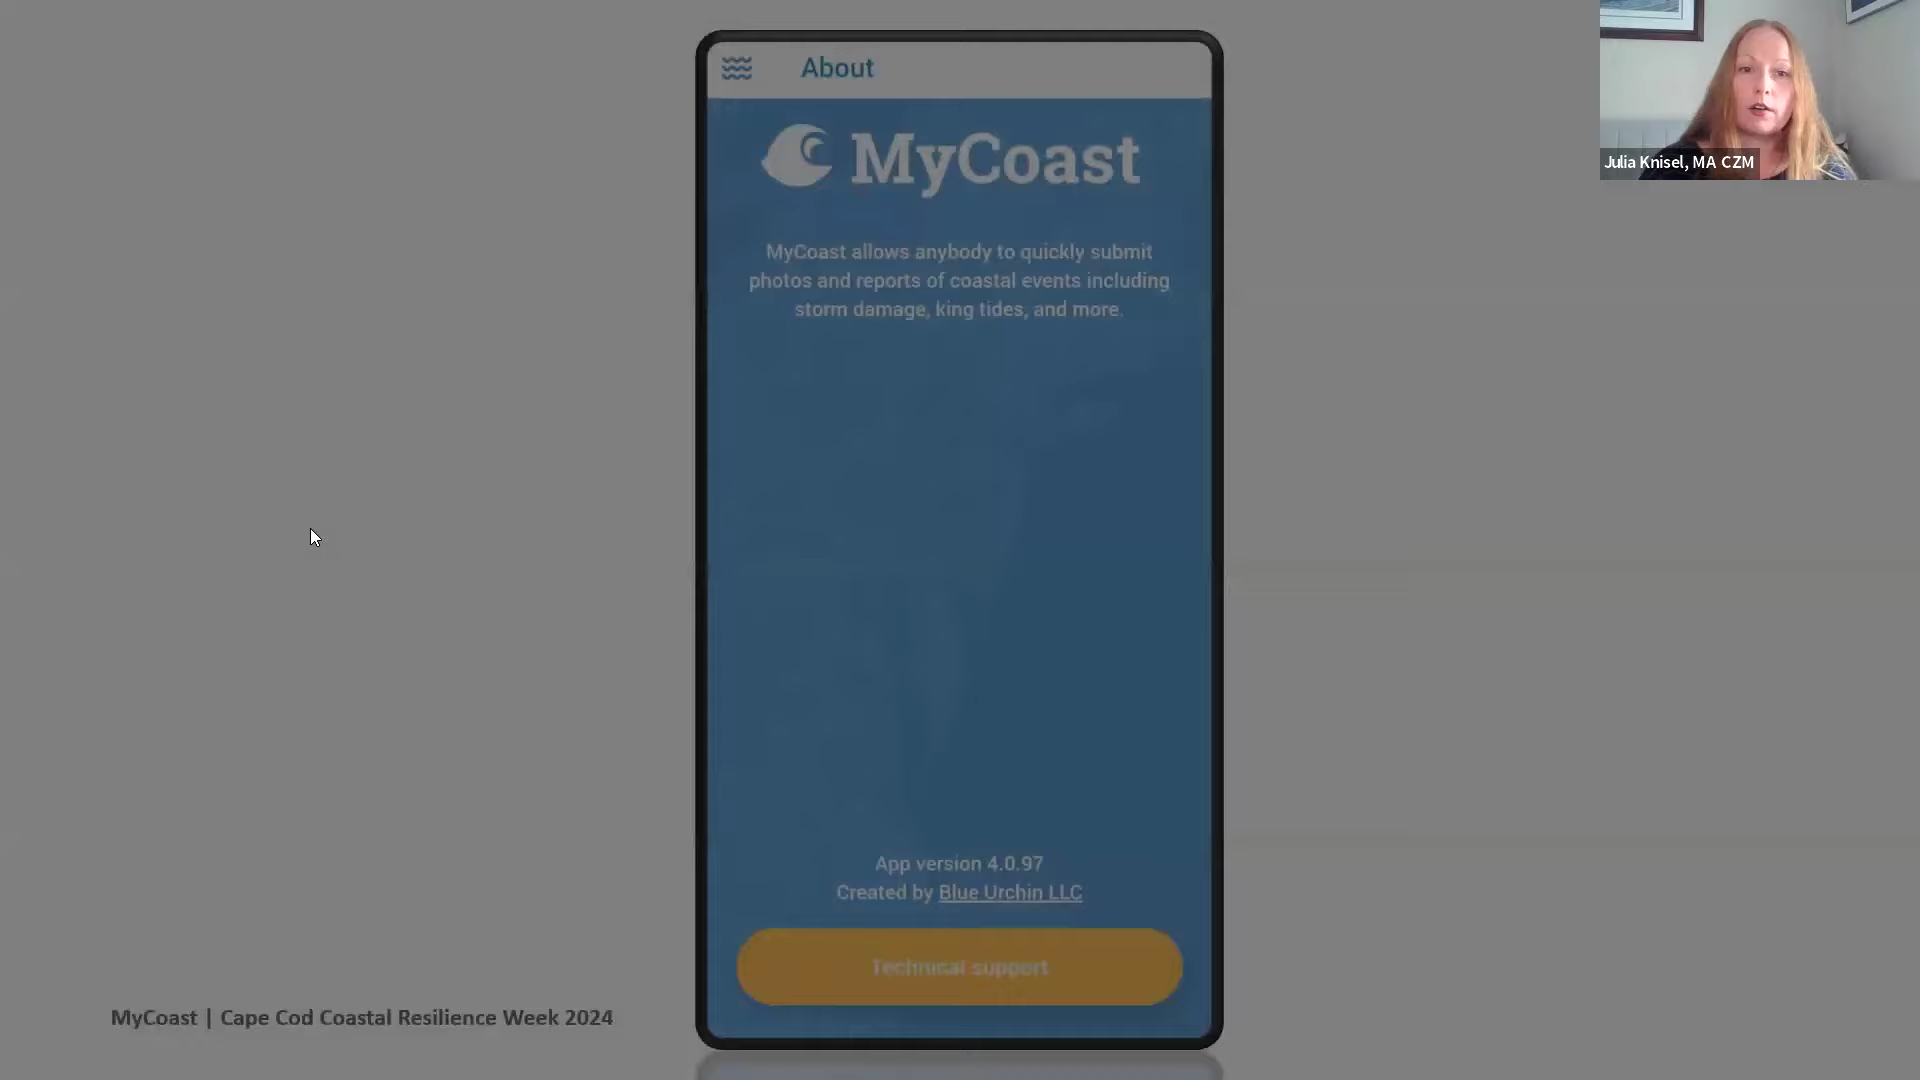 About
MyCoast
MyCoast allows anybody to quickly submit
photos and reports of coastal events including
storm damage, king tides, and more.
App version 4.0.97
Created by Blue Urchin LLC
Technical support
MyCoast | Cape Cod Coastal Resilience Week 2024
Julia Knisel, MA CZM